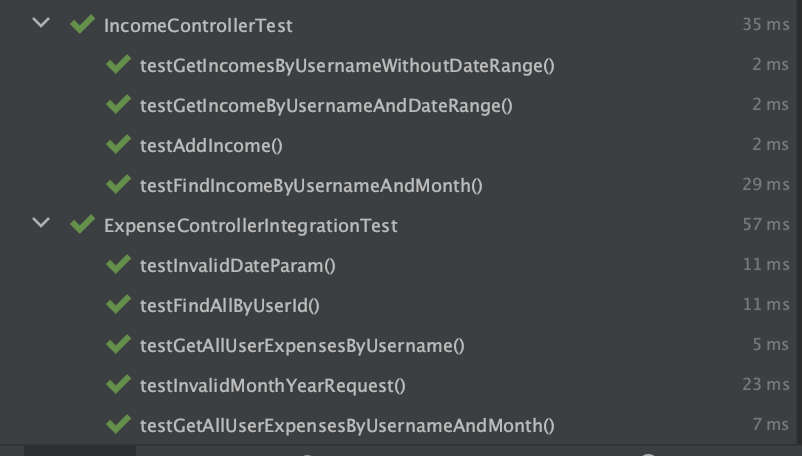 IncomeControllerTest 35 ms
testGetIncomesByUsernameWithoutDateRange() 2 ms
testGetIncomeByUsernameAndDateRange() 2 ms
testAddIncome() 2 ms
testFindIncomeByUsernameAndMonth() 29 ms
ExpenseControllerIntegrationTest 57 ms
testInvalidDateParam() 11 ms
testFindAllByUserId() 11 ms
testGetAllUserExpensesByUsername() 5 ms
testInvalidMonthYearRequest() 23 ms
testGetAllUserExpensesByUsernameAndMonth() 7 ms